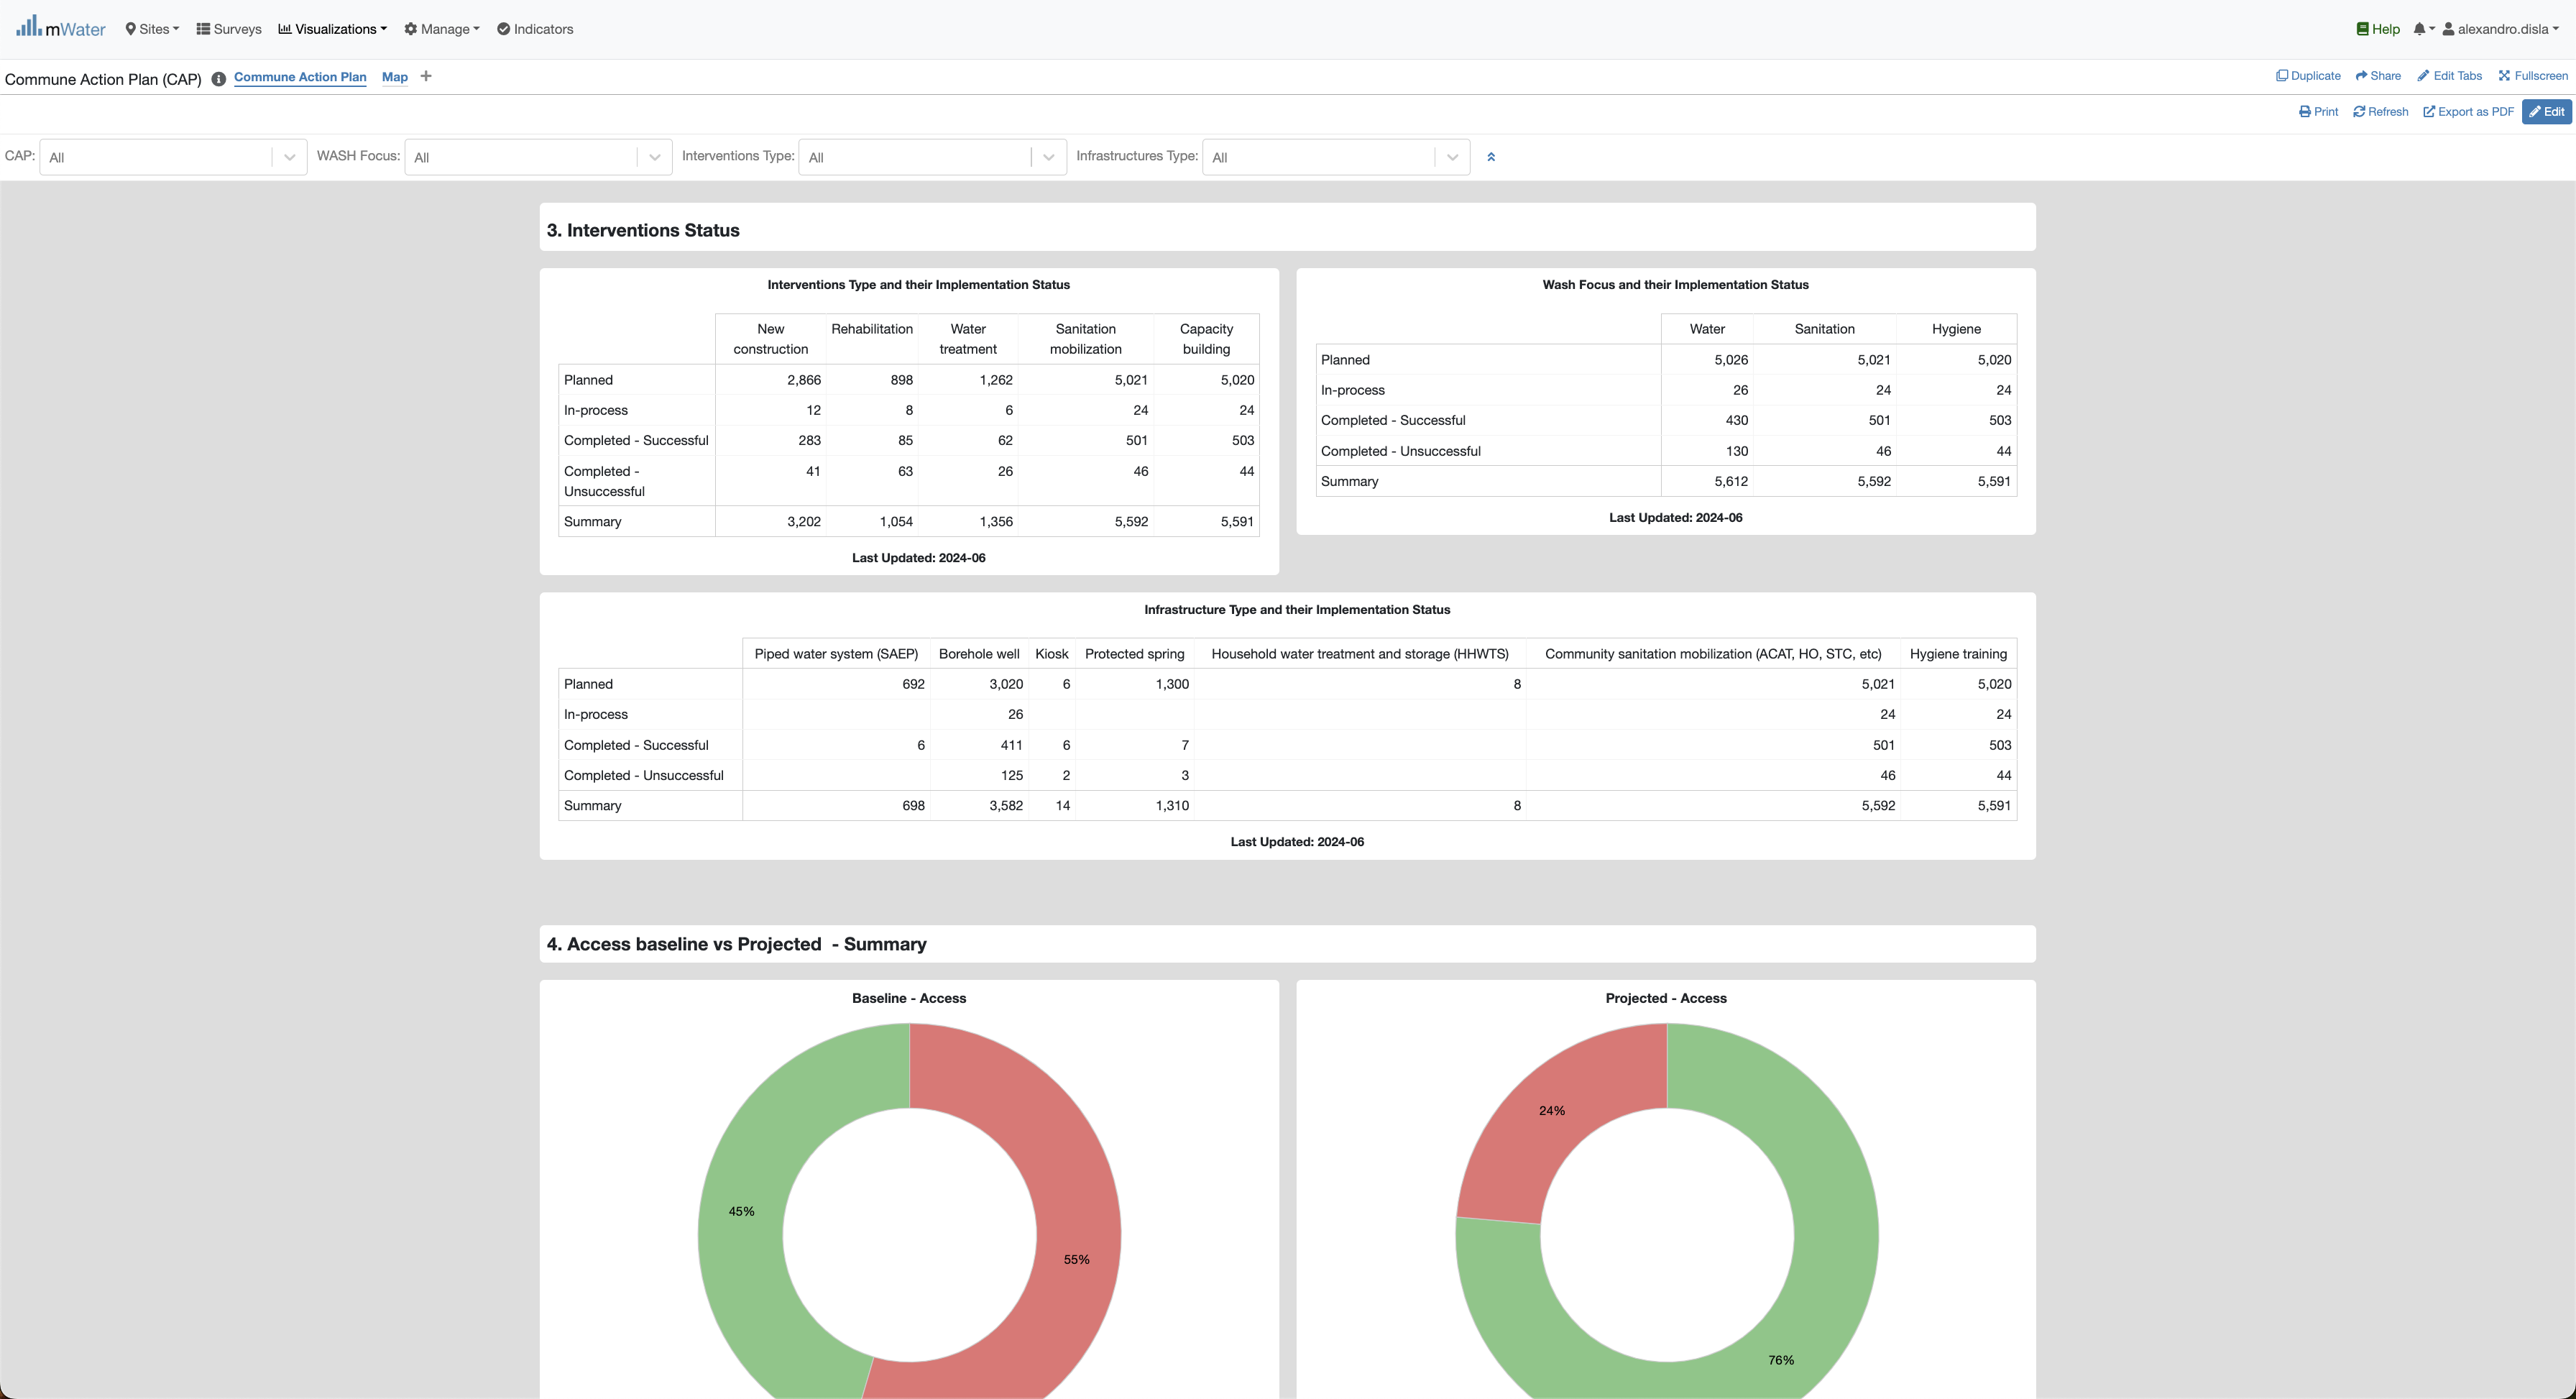 mWater Sites Surveys Visualizations Manage Indicators Help alexandro.disla
Commune Action Plan (CAP) Commune Action Plan Map + Duplicate Share Edit Tabs Fullscreen
Print Refresh Export as PDF Edit
CAP: All WASH Focus: All Interventions Type: All Infrastructures Type: All
3. Interventions Status
Interventions Type and their Implementation Status
New construction Rehabilitation Water treatment Sanitation mobilization Capacity building
Planned 2,866 898 1,262 5,021 5,020
In-process 12 8 6 24 24
Completed - Successful 283 85 62 501 503
Completed - Unsuccessful 41 63 26 46 44
Summary 3,202 1,054 1,356 5,592 5,591
Last Updated: 2024-06
Wash Focus and their Implementation Status
Water Sanitation Hygiene
Planned 5,026 5,021 5,020
In-process 26 24 24
Completed - Successful 430 501 503
Completed - Unsuccessful 130 46 44
Summary 5,612 5,592 5,591
Last Updated: 2024-06
Infrastructure Type and their Implementation Status
Piped water system (SAEP) Borehole well Kiosk Protected spring Household water treatment and storage (HHWTS) Community sanitation mobilization (ACAT, HO, STC, etc) Hygiene training
Planned 692 3,020 6 1,300 8 5,021 5,020
In-process 26 24 24
Completed - Successful 6 411 6 7 501 503
Completed - Unsuccessful 125 2 3 46 44
Summary 698 3,582 14 1,310 8 5,592 5,591
Last Updated: 2024-06
4. Access baseline vs Projected - Summary
Baseline - Access
45%
55%
Projected - Access
24%
76%